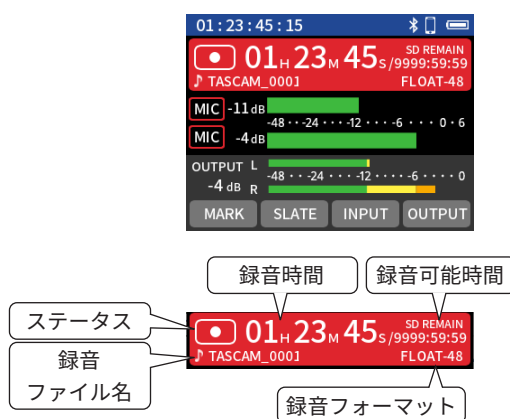 01:23:45:15
01H 23M 45S/9999:59:59
SD REMAIN
♪ TASCAM_0001 FLOAT-48
MIC -11dB
-48・・-24・・・・-12・・・・-6・・・・0・6
MIC -4dB
OUTPUT L
-48・・-24・・・・-12・・・・-6・・・・0
-4 dB R
MARK SLATE INPUT OUTPUT
録音時間 録音可能時間
ステータス
01H 23M 45S/9999:59:59
SD REMAIN
♪ TASCAM_0001 FLOAT-48
録音
ファイル名
録音フォーマット